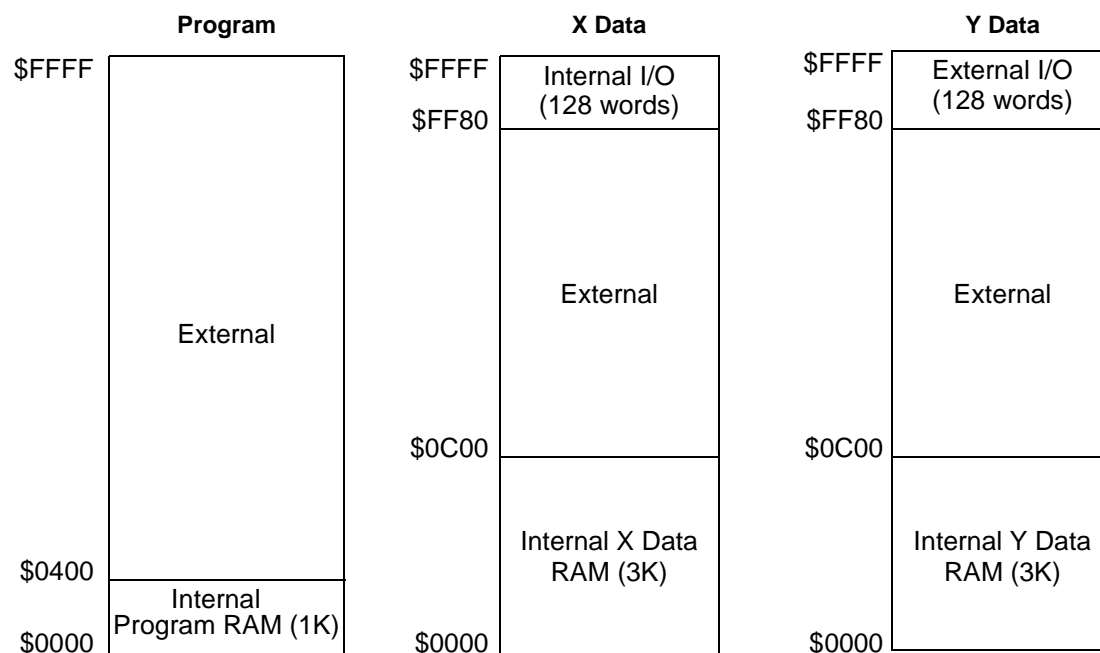 Program
$FFFF
External
$0400
Internal
Program RAM (1K)
$0000
X Data
$FFFF
Internal I/O
(128 words)
$FF80
External
$0C00
Internal X Data
RAM (3K)
$0000
Y Data
$FFFF
External I/O
(128 words)
$FF80
External
$0C00
Internal Y Data
RAM (3K)
$0000